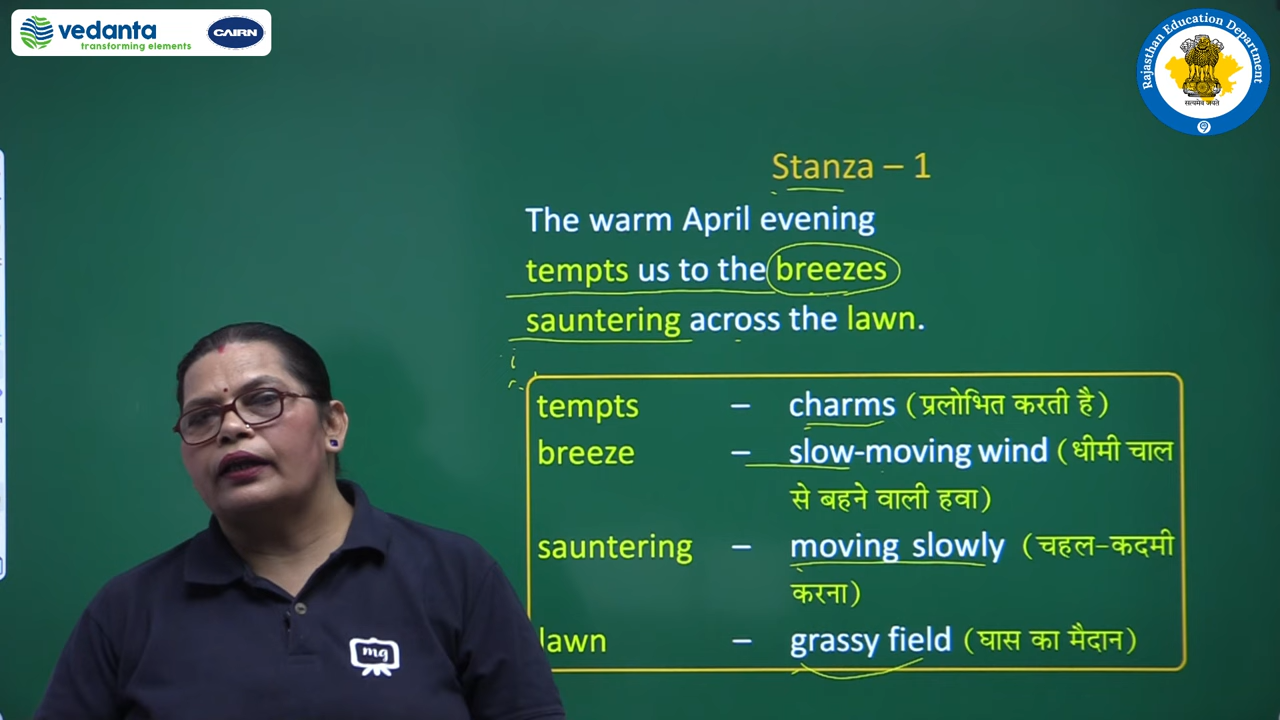 vedanta
transforming elements
CAIRN
Rajasthan Education Department
सत्यमेव जयते
Stanza – 1
The warm April evening
tempts us to the breezes
sauntering across the lawn.
tempts – charms (प्रलोभित करती है)
breeze – slow-moving wind (धीमी चाल
से बहने वाली हवा)
sauntering – moving slowly (चहल-कदमी
करना)
lawn – grassy field (घास का मैदान)
mg